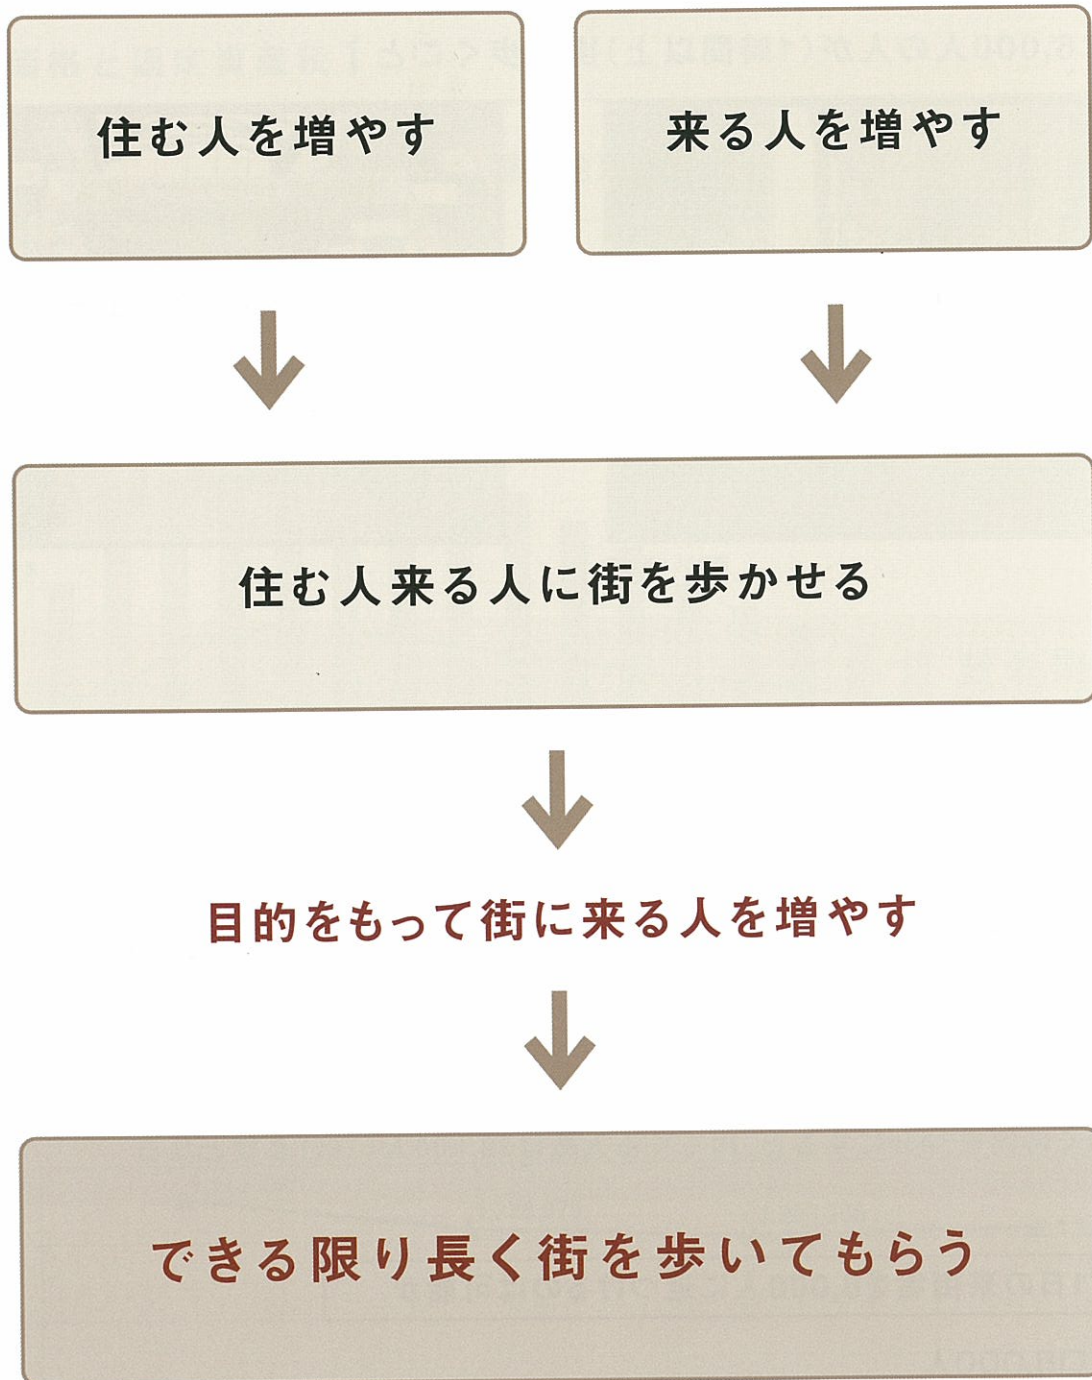 住む人を増やす
来る人を増やす
住む人来る人に街を歩かせる
目的をもって街に来る人を増やす
できる限り長く街を歩いてもらう